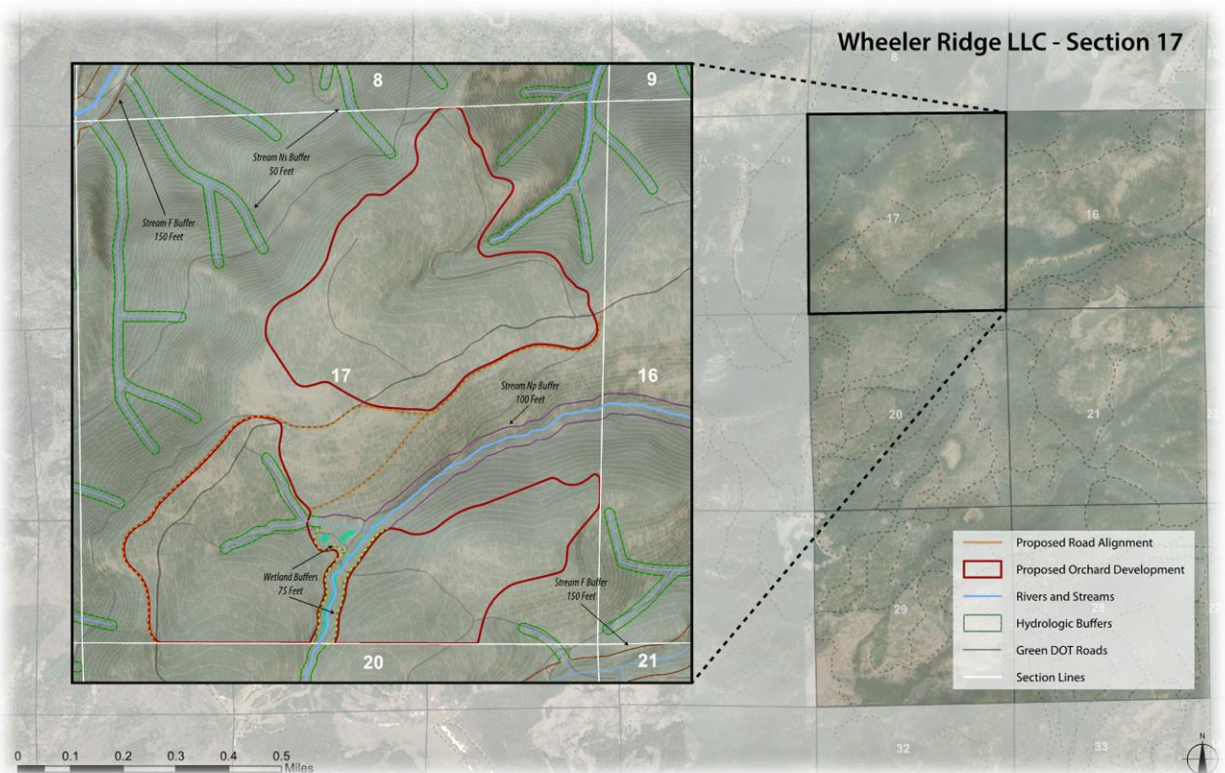 Wheeler Ridge LLC - Section 17
8
9
Stream Ns Buffer
50 Feet
Stream F Buffer
150 Feet
17
16
Stream Np Buffer
100 Feet
Wetland Buffers
75 Feet
Stream F Buffer
150 Feet
20
21
8
17
16
20
21
29
28
32
33
Proposed Road Alignment
Proposed Orchard Development
Rivers and Streams
Hydrologic Buffers
Green DOT Roads
Section Lines
0 0.1 0.2 0.3 0.4 0.5
Miles
N